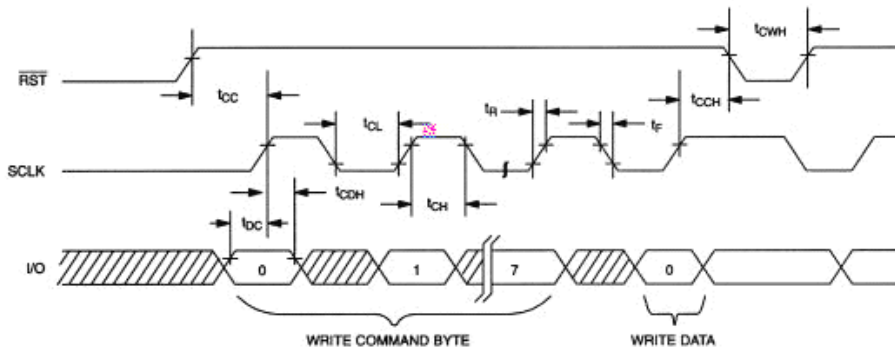 tCWH
RST
tCC
tCCH
tR
tCL
tF
SCLK
tCDH
tCH
tDC
I/O
0
1
7
0
WRITE COMMAND BYTE
WRITE DATA